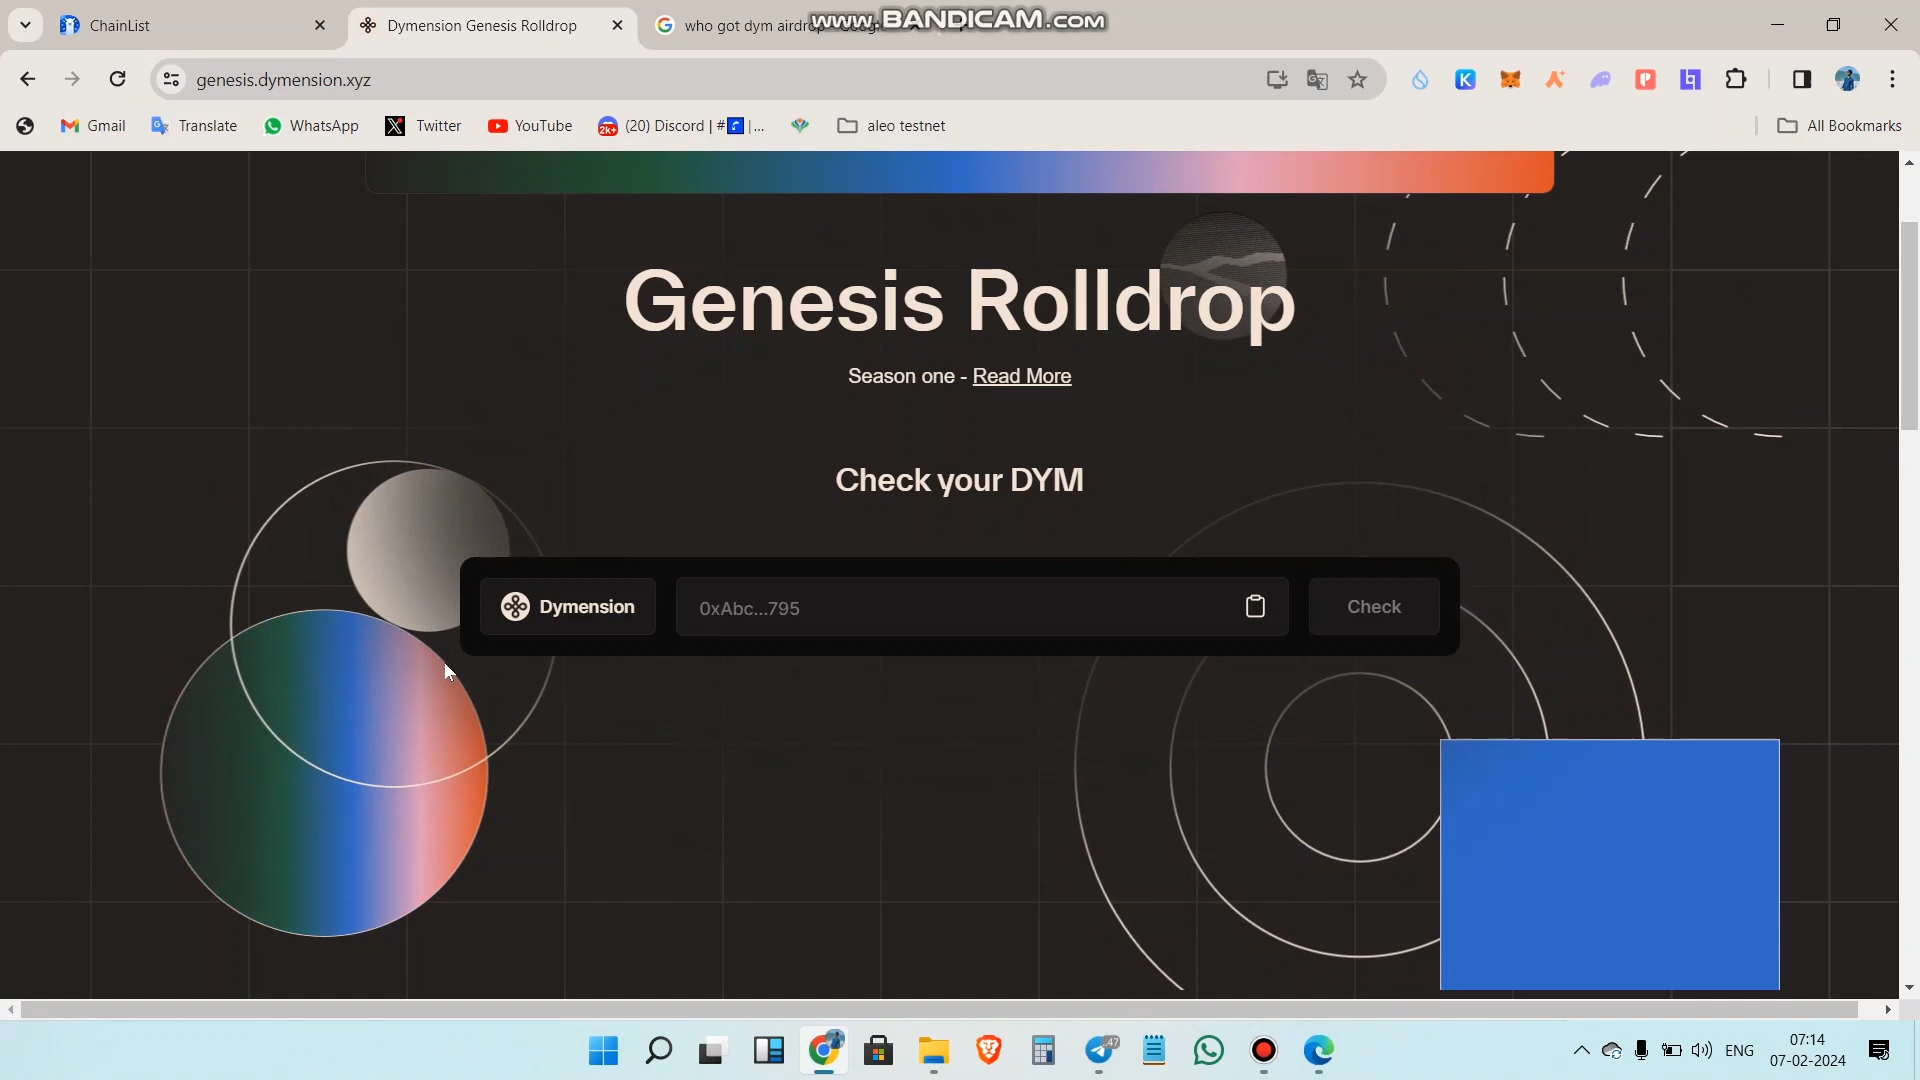 www.BANDICAM.com
ChainList
Dymension Genesis Rolldrop
who got dym airdrop - Goog
genesis.dymension.xyz
Gmail
Translate
WhatsApp
Twitter
YouTube
(20) Discord | # | ...
aleo testnet
All Bookmarks
Genesis Rolldrop
Season one - Read More
Check your DYM
Dymension
0xAbc...795
Check
ENG
07:14
07-02-2024